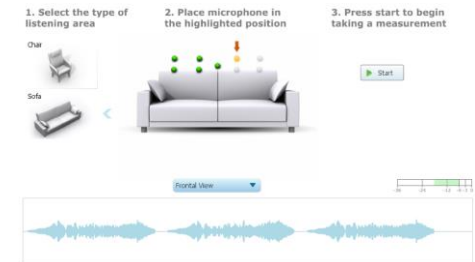 1. Select the type of
listening area
2. Place microphone in
the highlighted position
3. Press start to begin
taking a measurement
Char
Sofa
Start
Frontal View